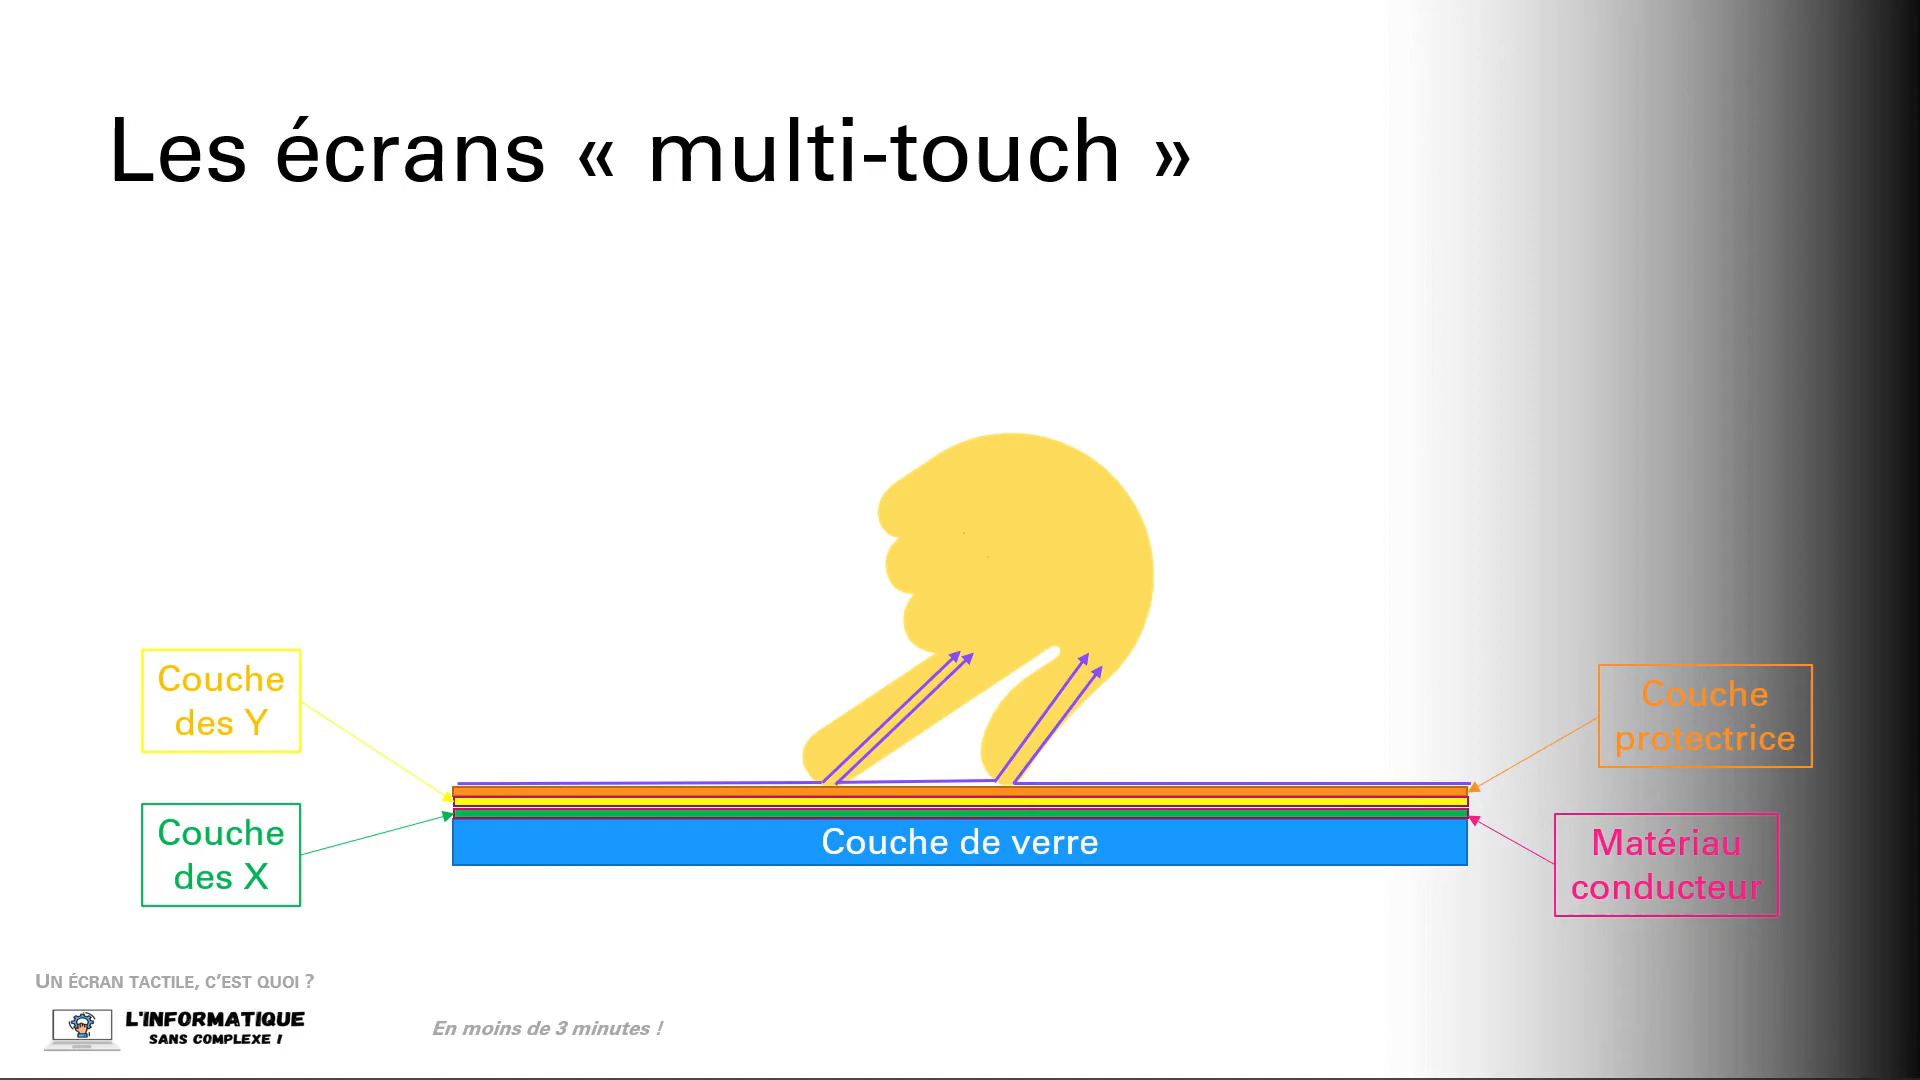 Les écrans « multi-touch »
Couche
des Y
Couche
protectrice
Couche
des X
Couche de verre
Matériau
conducteur
UN ÉCRAN TACTILE, C’EST QUOI ?
L'INFORMATIQUE
SANS COMPLEXE !
En moins de 3 minutes !